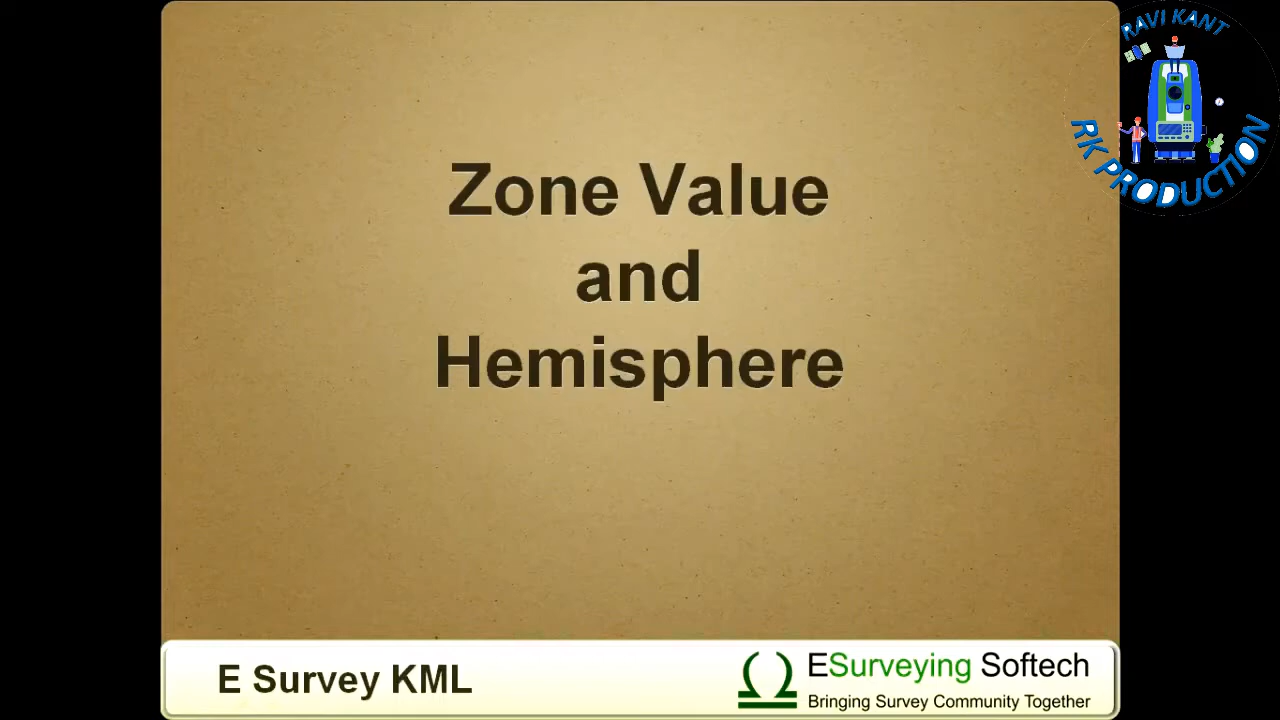 RAVI KANT
RK PRODUCTION
Zone Value
and
Hemisphere
E Survey KML
ESurveying Softech
Bringing Survey Community Together